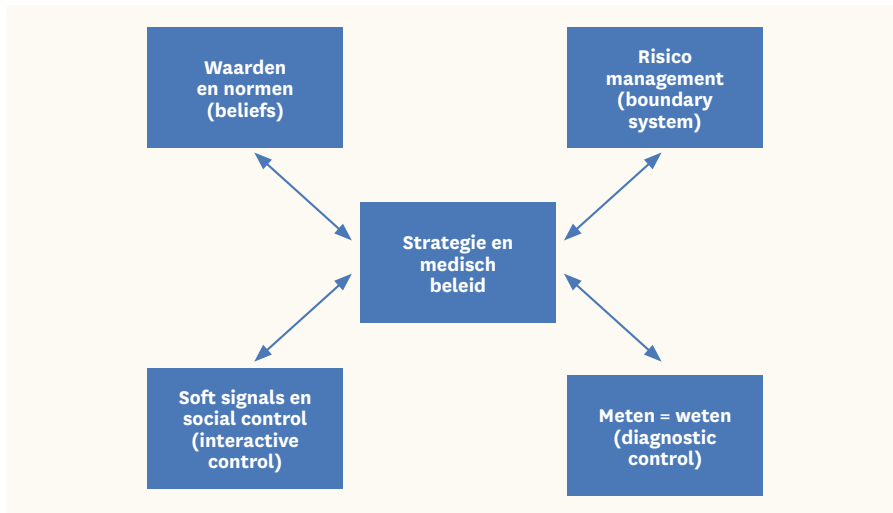 Waarden
en normen
(beliefs)
Risico
management
(boundary
system)
Strategie en
medisch
beleid
Soft signals en
social control
(interactive
control)
Meten = weten
(diagnostic
control)